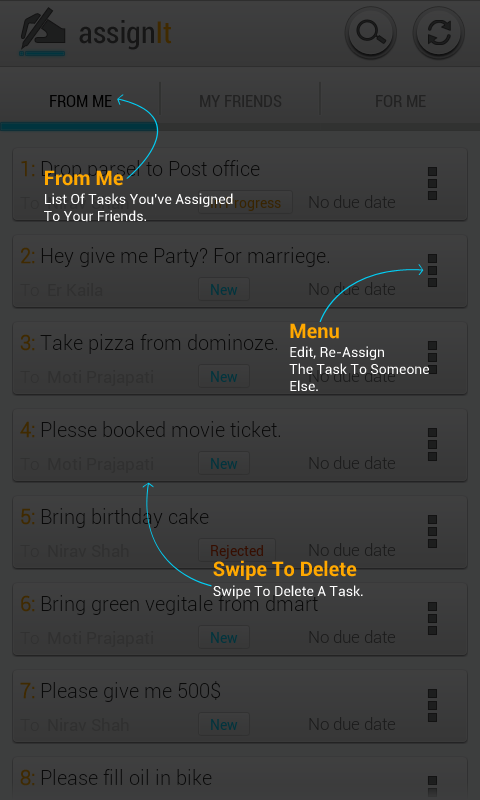 assignIt
FROM ME
MY FRIENDS
FOR ME
1: Drop parsel to Post office
From Me
List Of Tasks You've Assigned
To Your Friends.
In Progress
No due date
2: Hey give me Party? For marriege.
To: Er Kaila
New
No due date
Menu
Edit, Re-Assign
The Task To Someone
Else.
3: Take pizza from dominoze.
To: Moti Prajapati
New
4: Plesse booked movie ticket.
To: Moti Prajapati
New
No due date
5: Bring birthday cake
To: Nirav Shah
Rejected
No due date
Swipe To Delete
Swipe To Delete A Task.
6: Bring green vegitale from dmart
To: Moti Prajapati
New
No due date
7: Please give me 500$
To: Nirav Shah
New
No due date
8: Please fill oil in bike